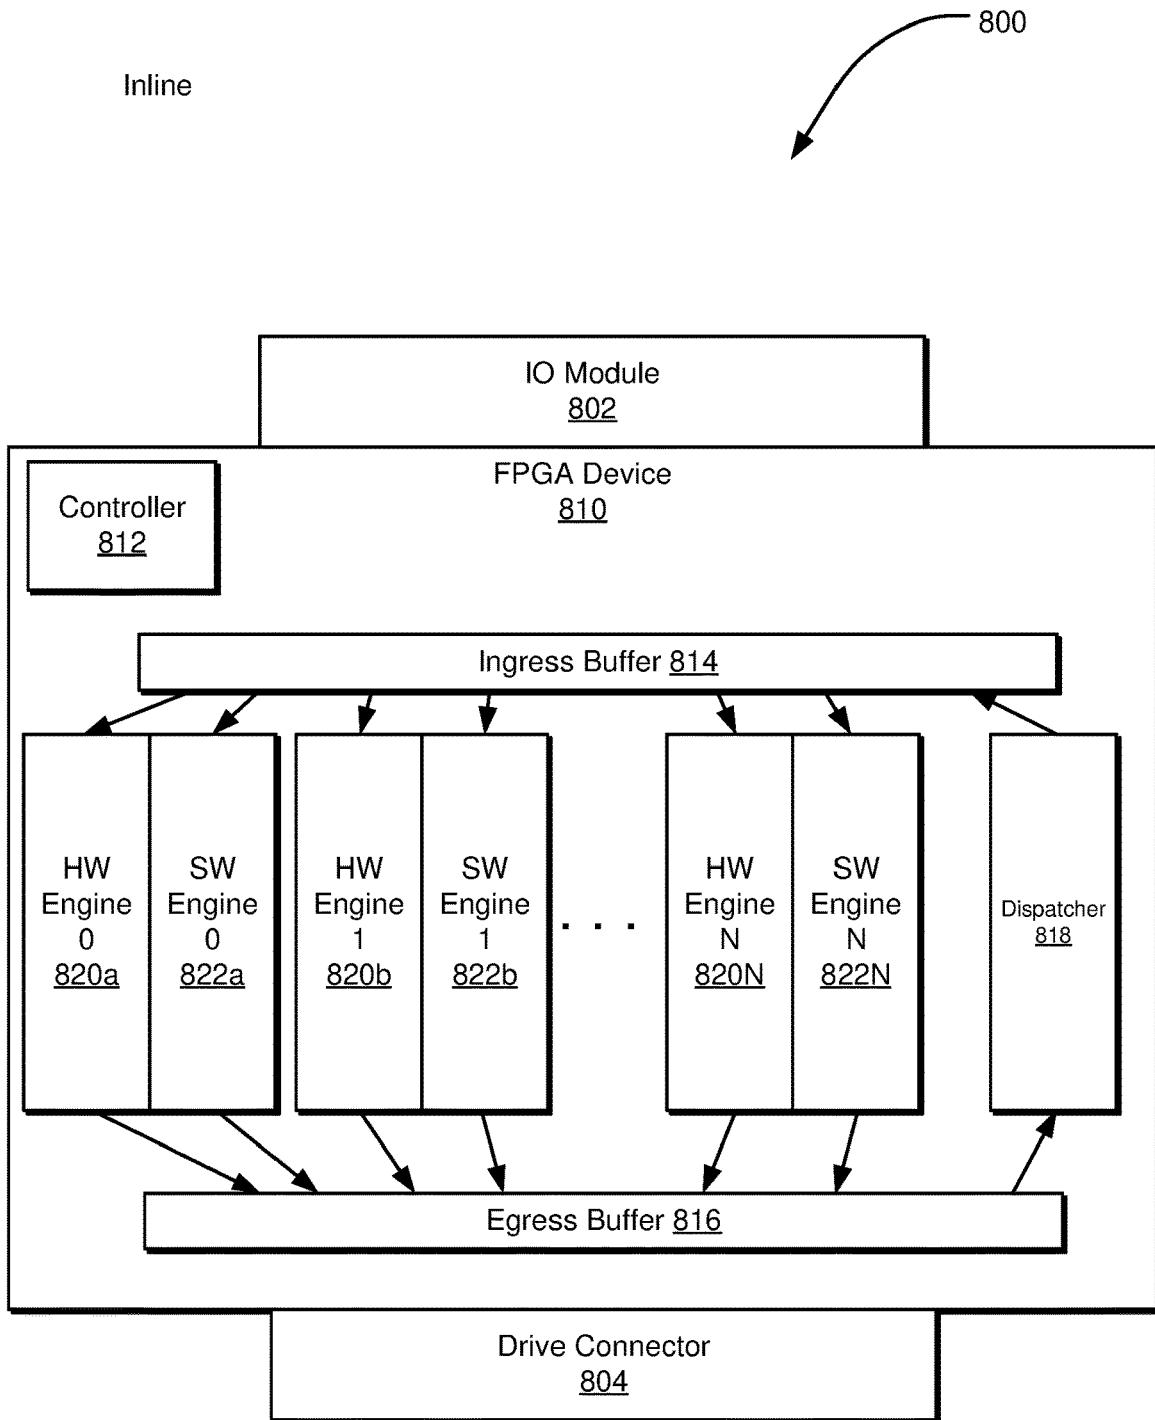 800
Inline
IO Module
802
FPGA Device
810
Controller
812
Ingress Buffer 814
HW
Engine
0
820a
SW
Engine
0
822a
HW
Engine
1
820b
SW
Engine
1
822b
. . .
HW
Engine
N
820N
SW
Engine
N
822N
Dispatcher
818
Egress Buffer 816
Drive Connector
804